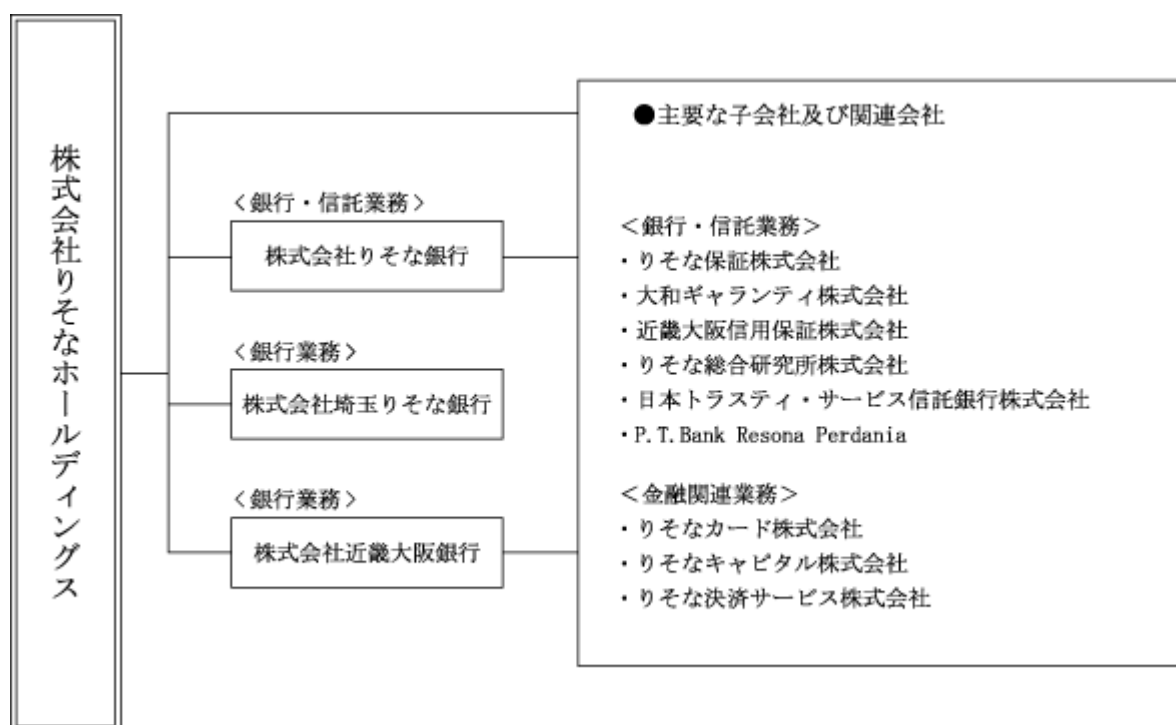 株式会社りそなホールディングス
<銀行・信託業務>
株式会社りそな銀行
<銀行業務>
株式会社埼玉りそな銀行
<銀行業務>
株式会社近畿大阪銀行
●主要な子会社及び関連会社
<銀行・信託業務>
・りそな保証株式会社
・大和ギャランティ株式会社
・近畿大阪信用保証株式会社
・りそな総合研究所株式会社
・日本トラスティ・サービス信託銀行株式会社
・P.T.Bank Resona Perdania
<金融関連業務>
・りそなカード株式会社
・りそなキャピタル株式会社
・りそな決済サービス株式会社